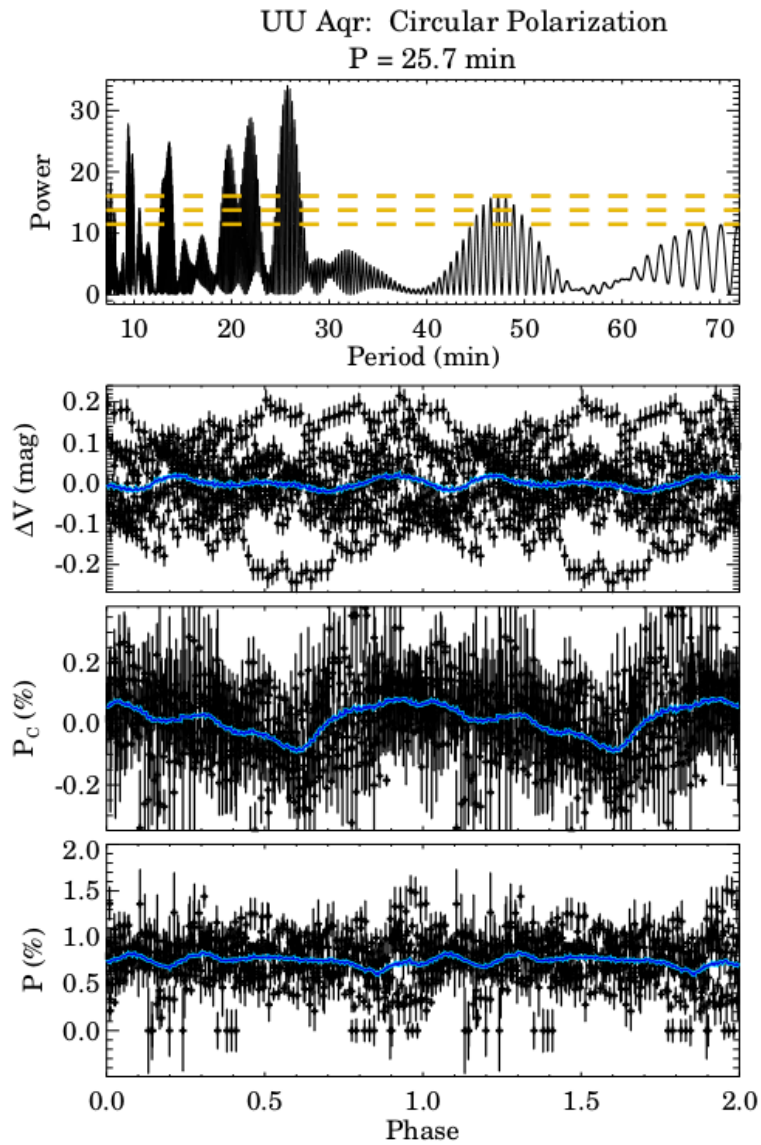 UU Aqr: Circular Polarization
P = 25.7 min
30
20
10
0
Power
10 20 30 40 50 60 70
Period (min)
0.2
0.1
0.0
-0.1
-0.2
ΔV (mag)
0.2
0.0
-0.2
P_C (%)
2.0
1.5
1.0
0.5
0.0
P (%)
0.0 0.5 1.0 1.5 2.0
Phase